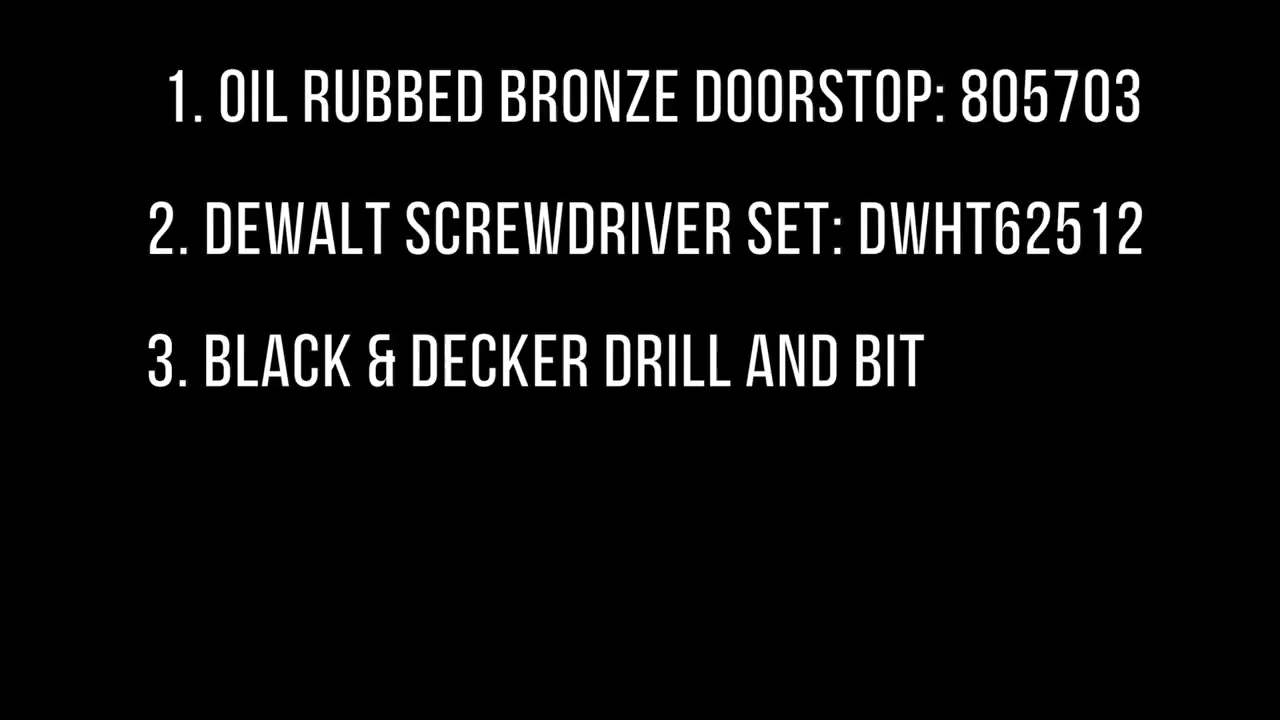 1. OIL RUBBED BRONZE DOORSTOP: 805703
2. DEWALT SCREWDRIVER SET: DWHT62512
3. BLACK & DECKER DRILL AND BIT